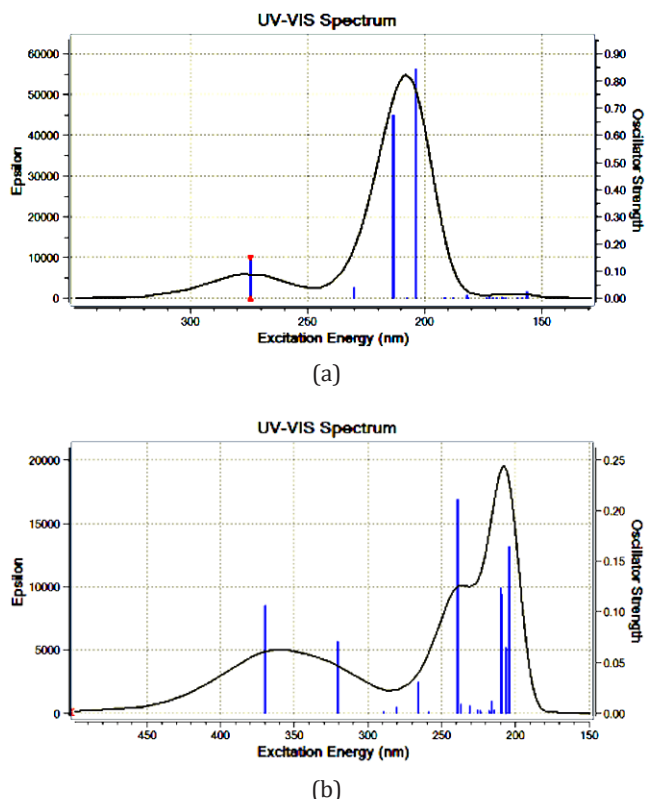 UV-VIS Spectrum
60000
50000
40000
30000
20000
10000
0
Epsilon
0.90
0.80
0.70
0.60
0.50
0.40
0.30
0.20
0.10
0.00
Oscillator Strength
300 250 200 150
Excitation Energy (nm)
(a)
UV-VIS Spectrum
20000
15000
10000
5000
0
Epsilon
0.25
0.20
0.15
0.10
0.05
0.00
Oscillator Strength
450 400 350 300 250 200 150
Excitation Energy (nm)
(b)